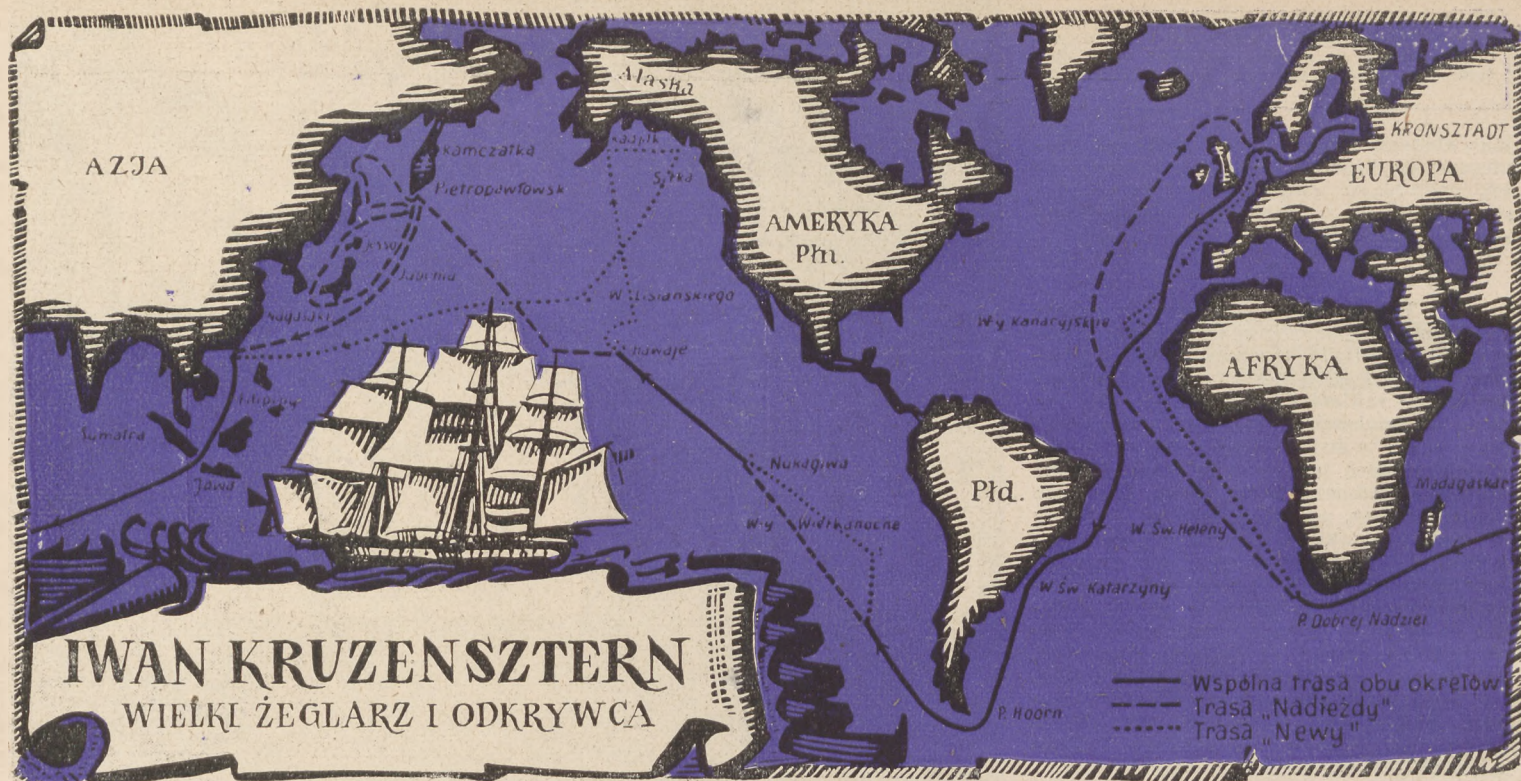 AZJA
Alaska
Kamczatka
Pietropawłowsk
Kadjak
Sitka
KRONSZTADT
EUROPA
AMERYKA
Płn.
Japonia
Nagasaki
W. Lisiańskiego
Hawaje
W-y Kanaryjskie
AFRYKA
Filipiny
Sumatra
Jawa
Nukagiwa
W-y Wielkanocne
Płd.
Madagaskar
W. Św. Heleny
W. Św. Katarzyny
P. Dobrej Nadziei
P. Hoorn
IWAN KRUZENSZTERN
WIELKI ŻEGLARZ I ODKRYWCA
Wspólna trasa obu okrętów
Trasa „Nadieżdy"
Trasa „Newy"